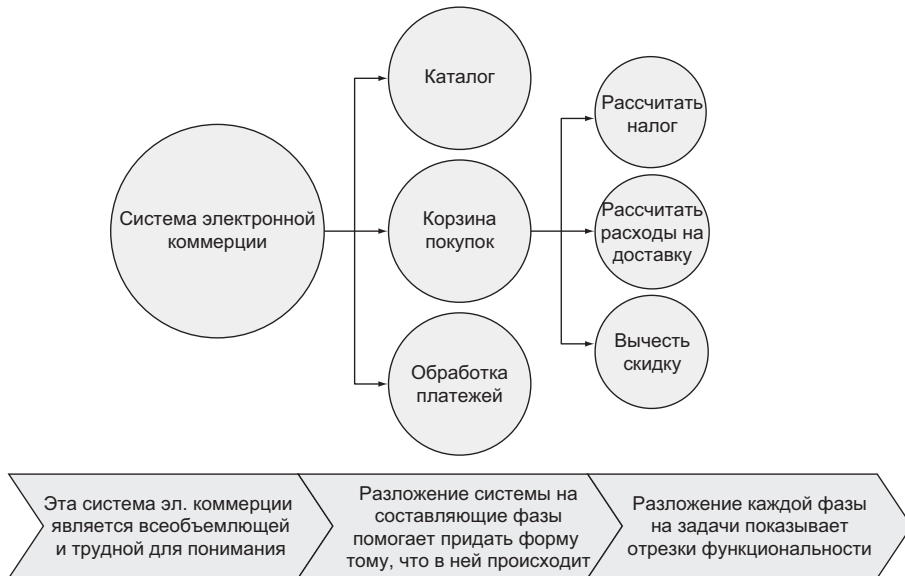 Каталог
Рассчитать
налог
Система электронной
коммерции
Корзина
покупок
Рассчитать
расходы на
доставку
Обработка
платежей
Вычесть
скидку
Эта система эл. коммерции
является всеобъемлющей
и трудной для понимания
Разложение системы на
составляющие фазы
помогает придать форму
тому, что в ней происходит
Разложение каждой фазы
на задачи показывает
отрезки функциональности